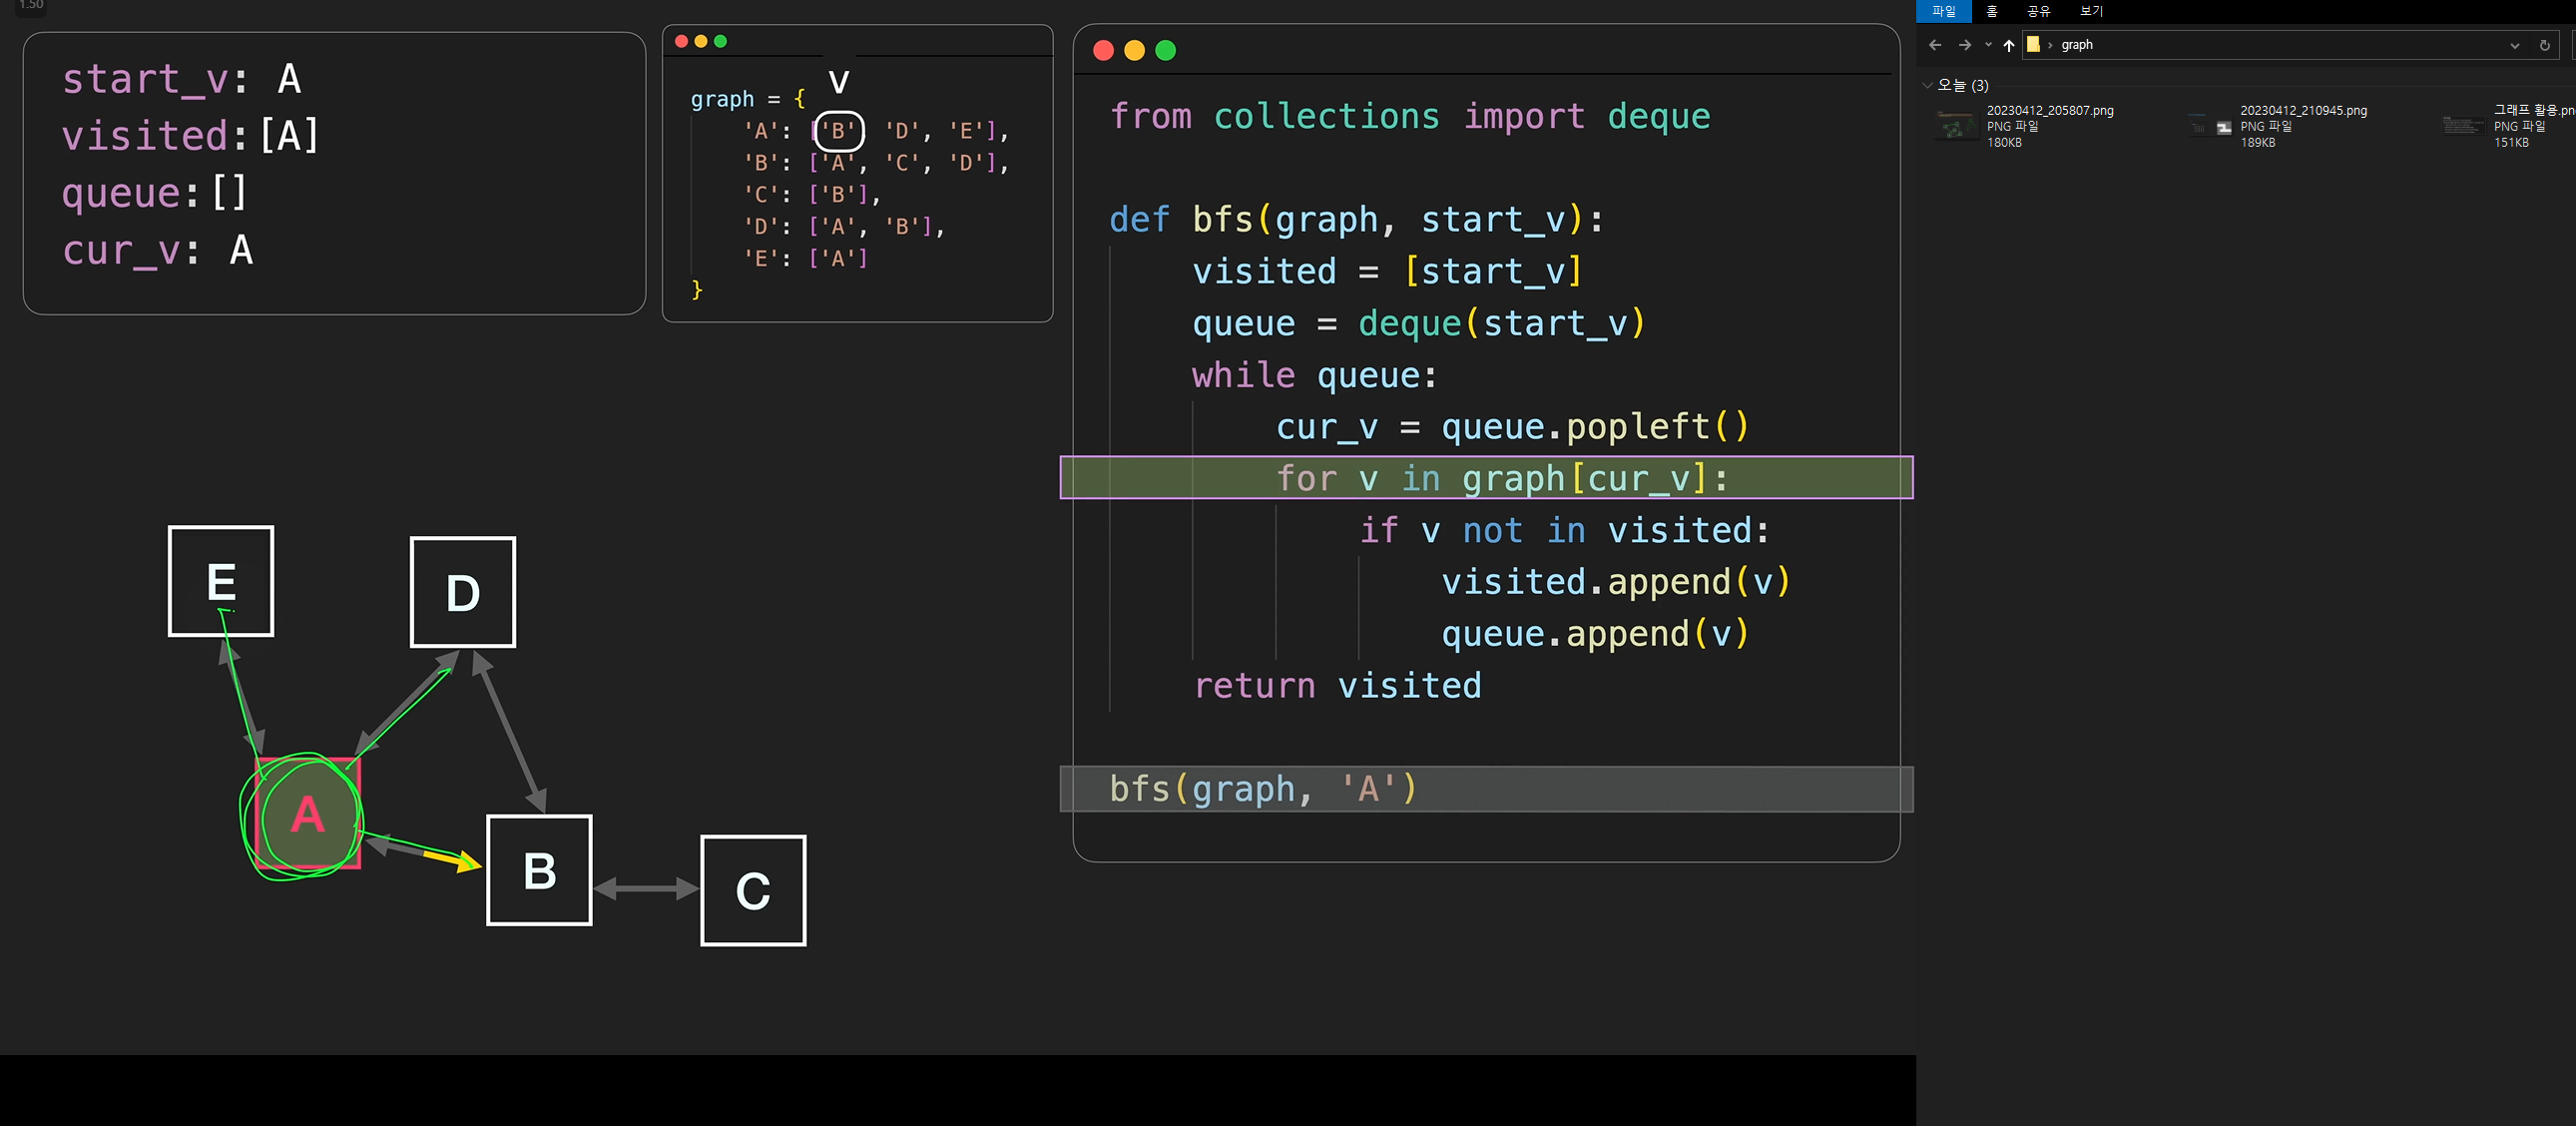 1.50
start_v: A
visited:[A]
queue:[]
cur_v: A
v
graph = {
'A': ['B', 'D', 'E'],
'B': ['A', 'C', 'D'],
'C': ['B'],
'D': ['A', 'B'],
'E': ['A']
}
E
D
A
B
C
from collections import deque
def bfs(graph, start_v):
visited = [start_v]
queue = deque(start_v)
while queue:
cur_v = queue.popleft()
for v in graph[cur_v]:
if v not in visited:
visited.append(v)
queue.append(v)
return visited
bfs(graph, 'A')
파일 홈 공유 보기
graph
오늘 (3)
20230412_205807.png
PNG 파일
180KB
20230412_210945.png
PNG 파일
189KB
그래프 활용.pn
PNG 파일
151KB